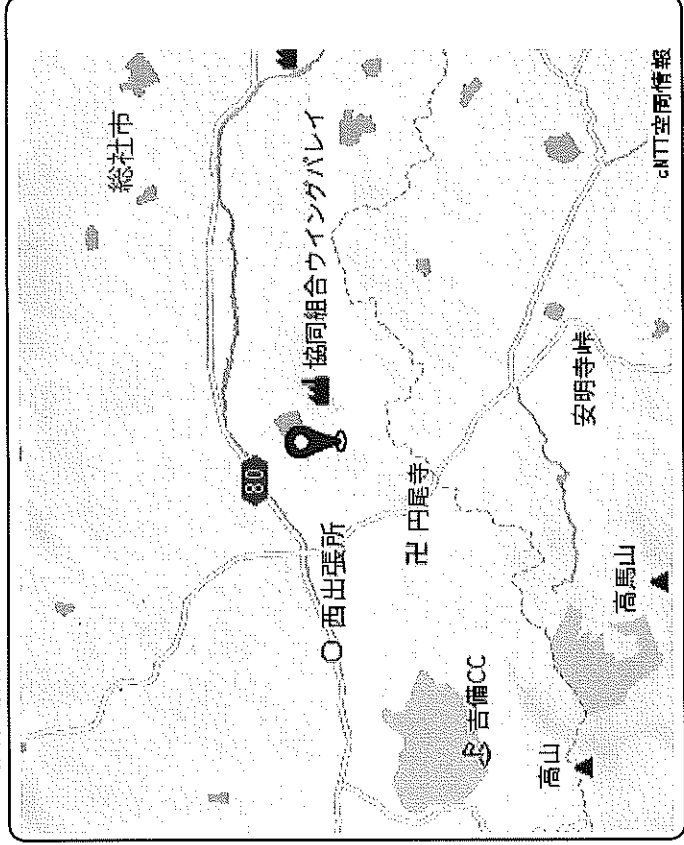 総社市
80
協同組合ウイングバレイ
西出張所
卍 円尾寺
吉備CC
安明寺峠
高馬山
高山
cNTT空間情報